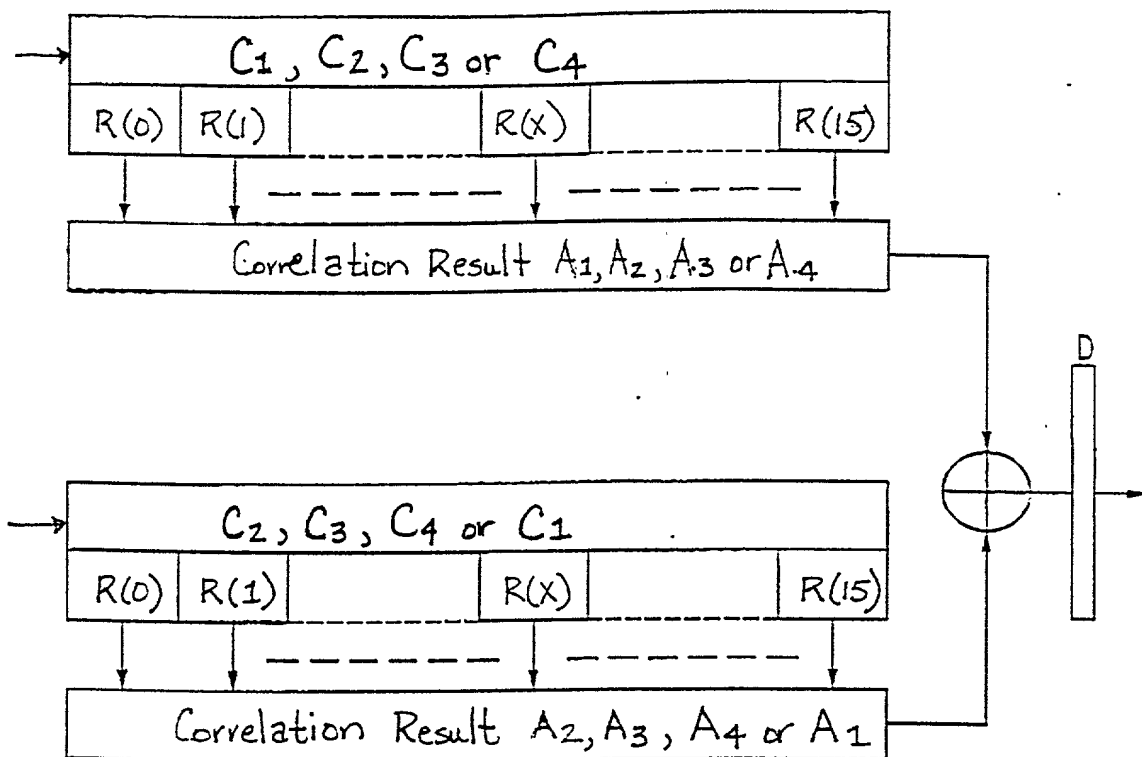 C1, C2, C3 or C4
R(0) R(1) R(X) R(15)
Correlation Result A1, A2, A3 or A4
D
C2, C3, C4 or C1
R(0) R(1) R(X) R(15)
Correlation Result A2, A3, A4 or A1